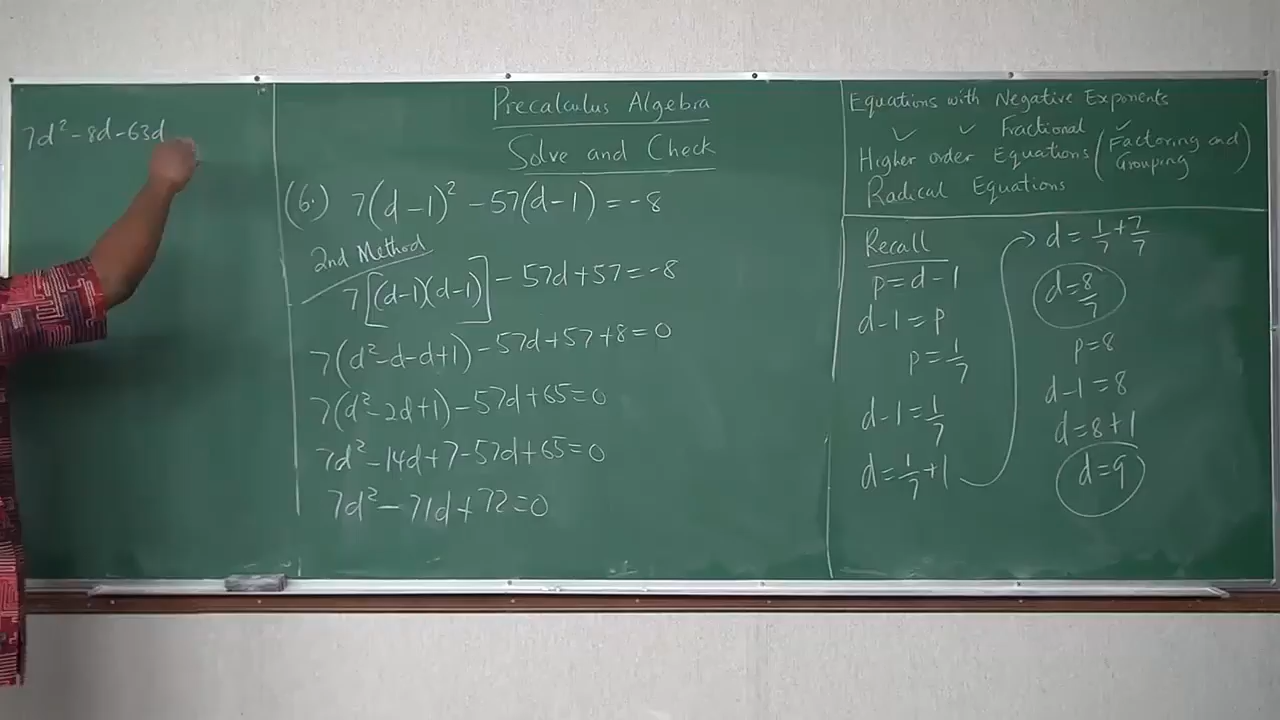 7d² - 8d - 63d
Precalculus Algebra
Solve and Check
(6.) 7(d-1)² - 57(d-1) = -8
2nd Method
7[(d-1)(d-1)] - 57d + 57 = -8
7(d² - d - d + 1) - 57d + 57 + 8 = 0
7(d² - 2d + 1) - 57d + 65 = 0
7d² - 14d + 7 - 57d + 65 = 0
7d² - 71d + 72 = 0
Equations with Negative Exponents
✓ ✓ Fractional ✓
Higher order Equations (Factoring and Grouping)
Radical Equations
Recall
p = d - 1
d - 1 = p
p = 1/7
d - 1 = 1/7
d = 1/7 + 1
d = 1/7 + 7/7
d = 8/7
p = 8
d - 1 = 8
d = 8 + 1
d = 9